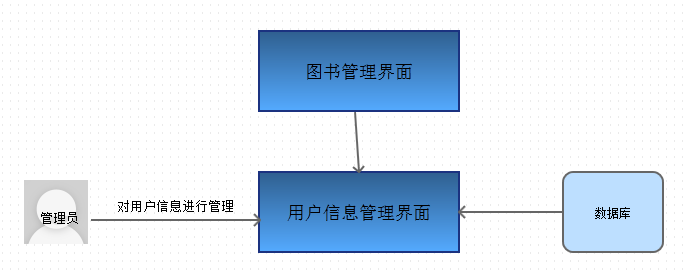 图书管理界面
管理员
对用户信息进行管理
用户信息管理界面
数据库